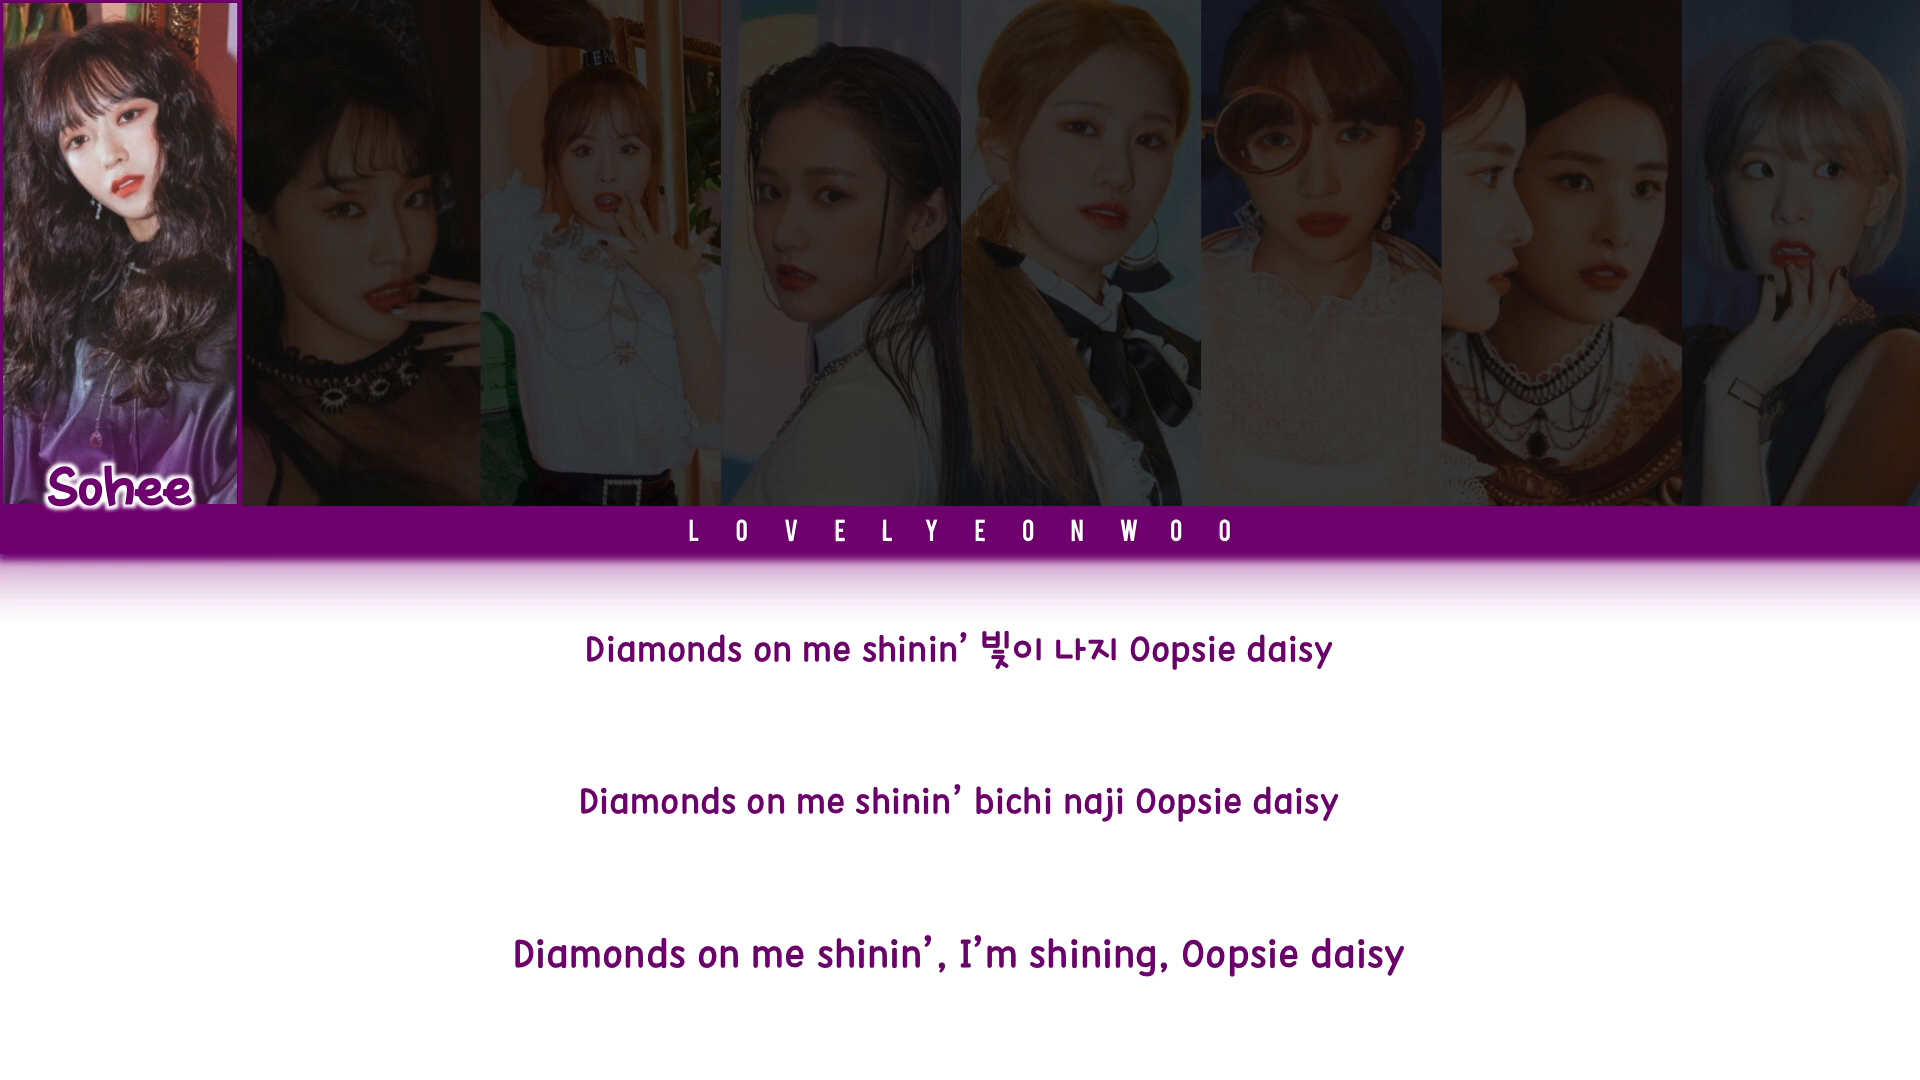 Sohee
LOVELYEONWOO
Diamonds on me shinin’ 빛이 나지 Oopsie daisy
Diamonds on me shinin’ bichi naji Oopsie daisy
Diamonds on me shinin’, I’m shining, Oopsie daisy